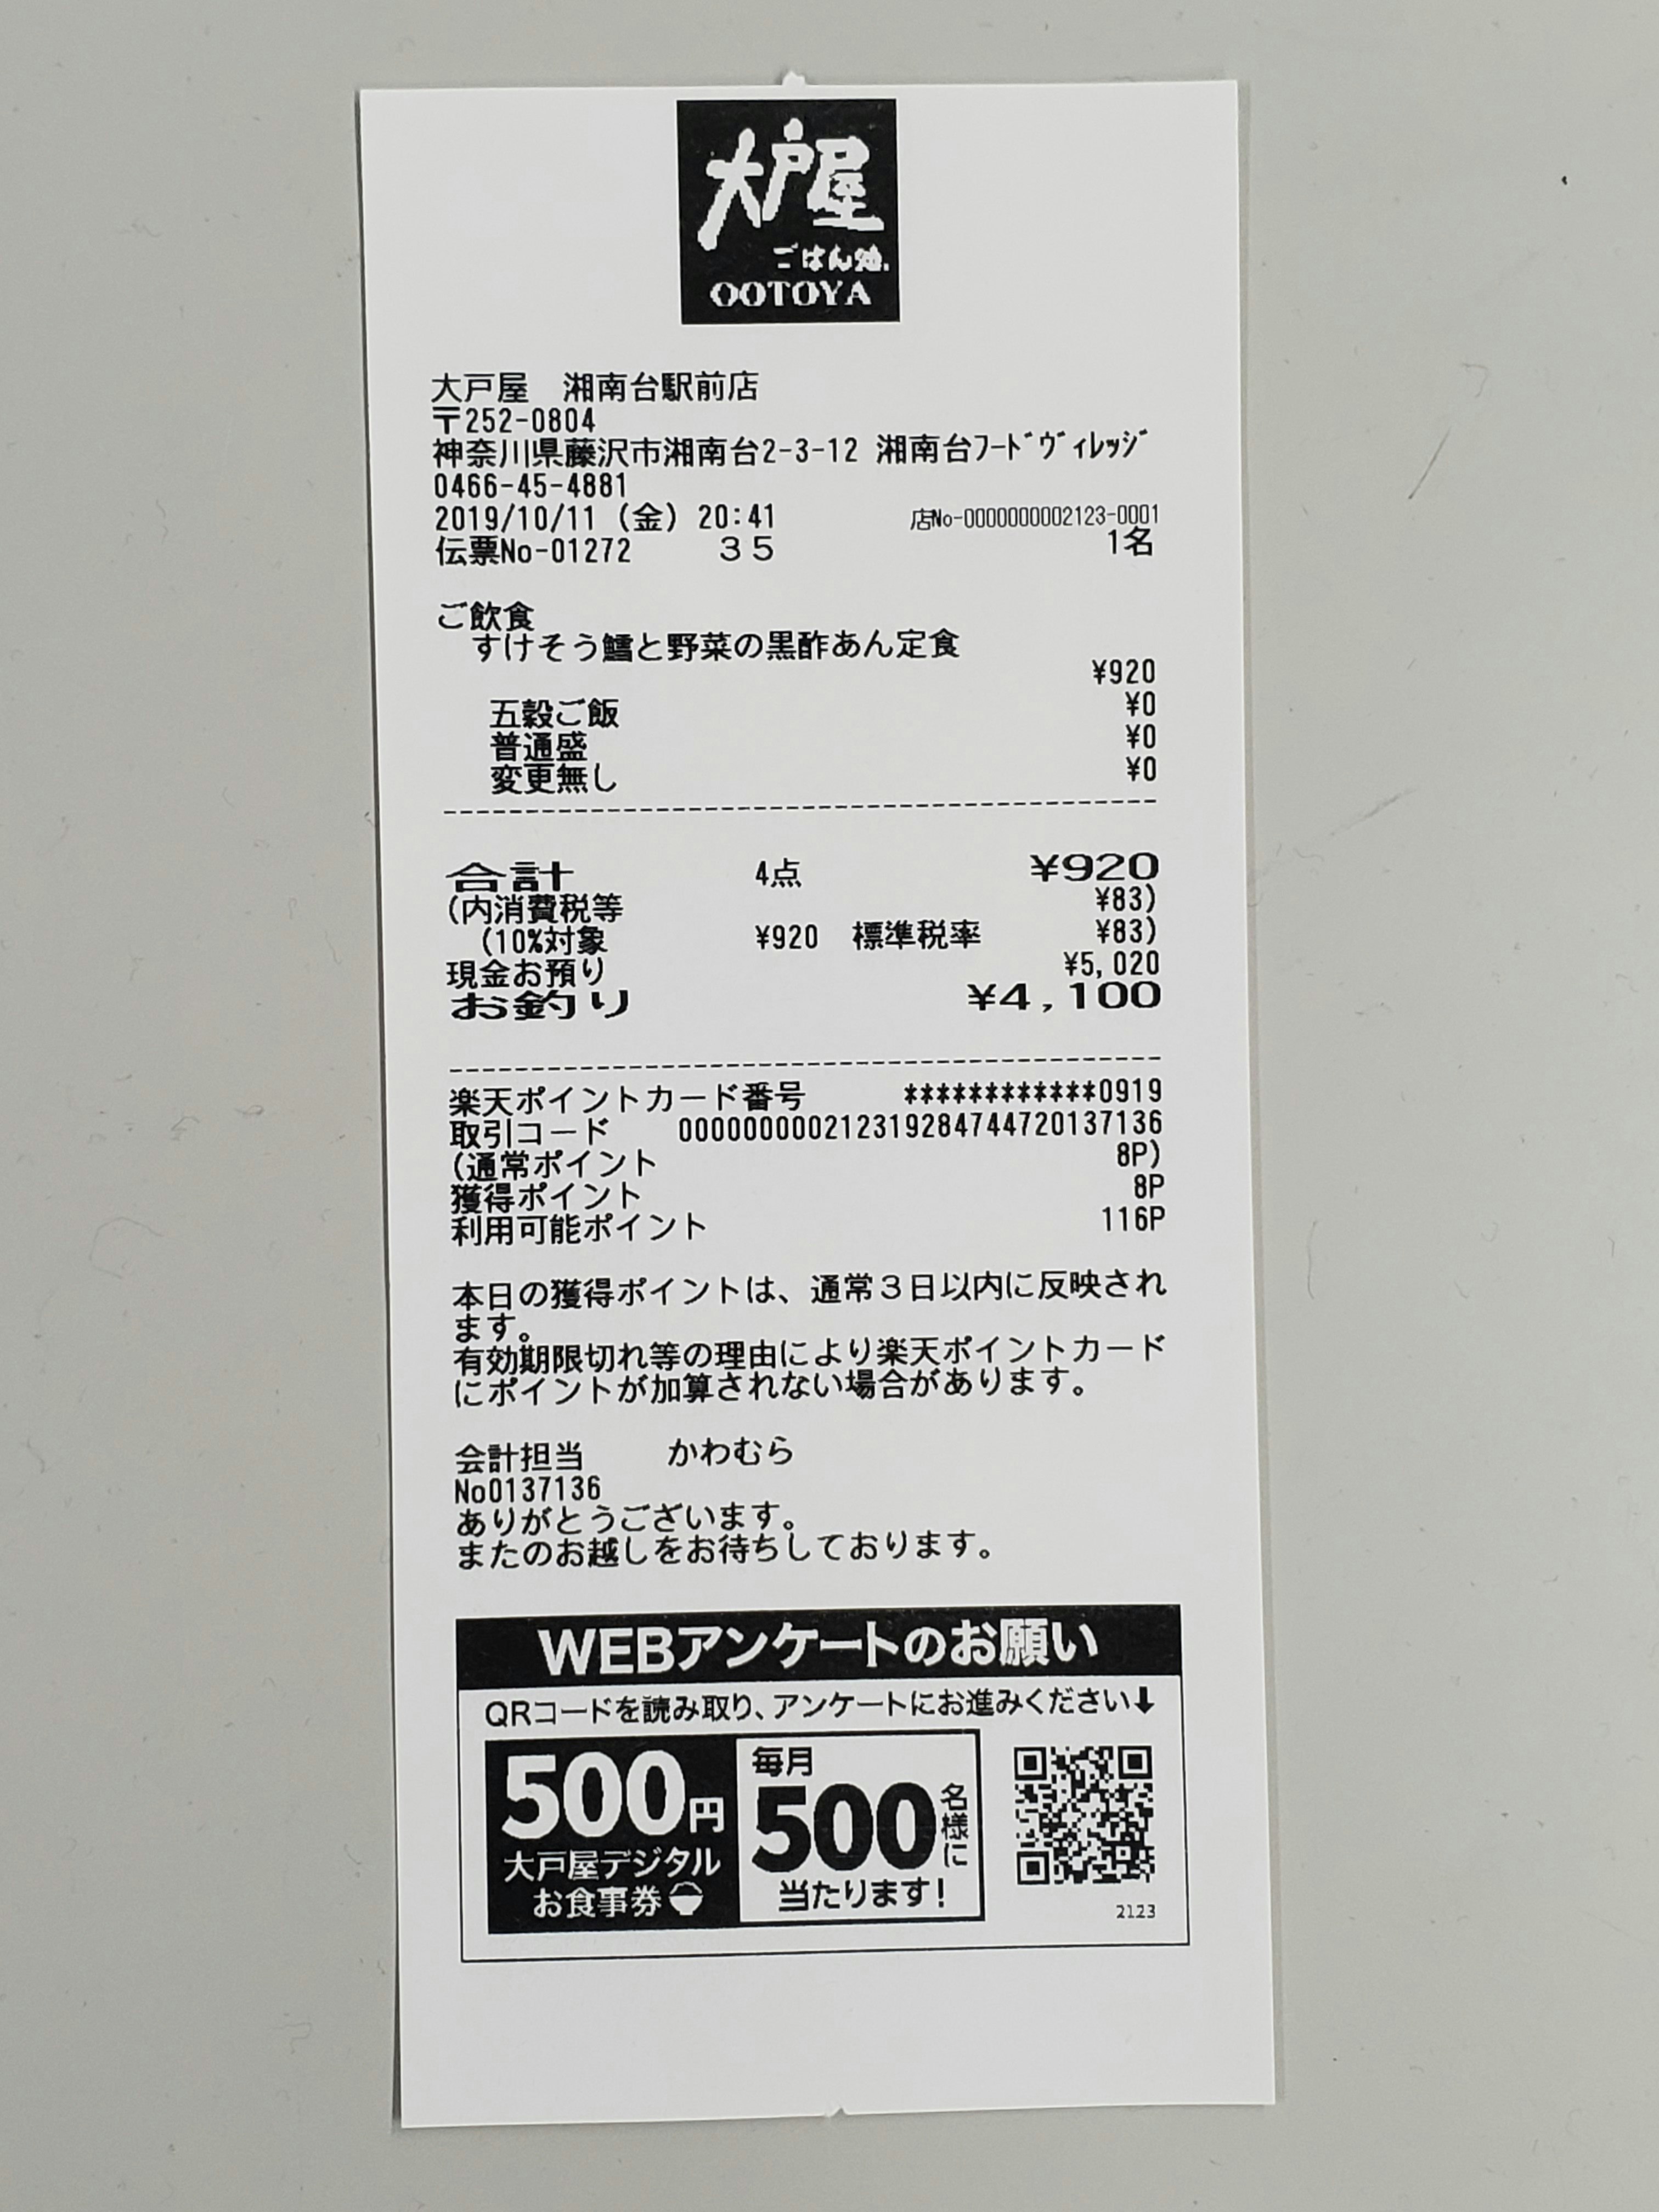 大戸屋
ごはん処
OOTOYA
大戸屋　湘南台駅前店
〒252-0804
神奈川県藤沢市湘南台2-3-12 湘南台ﾌｰﾄﾞｳﾞｨﾚｯｼﾞ
0466-45-4881
2019/10/11 (金) 20:41 店No-0000000002123-0001
伝票No-01272 ３５ 1名
ご飲食
すけそう鱈と野菜の黒酢あん定食
¥920
五穀ご飯 ¥0
普通盛 ¥0
変更無し ¥0
合計 4点 ¥920
(内消費税等 ¥83)
(10%対象 ¥920 標準税率 ¥83)
現金お預り ¥5,020
お釣り ¥4,100
楽天ポイントカード番号 ************0919
取引コード 000000000212319284744720137136
(通常ポイント 8P)
獲得ポイント 8P
利用可能ポイント 116P
本日の獲得ポイントは、通常３日以内に反映され
ます。
有効期限切れ等の理由により楽天ポイントカード
にポイントが加算されない場合があります。
会計担当 かわむら
No0137136
ありがとうございます。
またのお越しをお待ちしております。
WEBアンケートのお願い
QRコードを読み取り、アンケートにお進みください⬇
500円
大戸屋デジタル
お食事券
毎月
500名様に
当たります!
2123